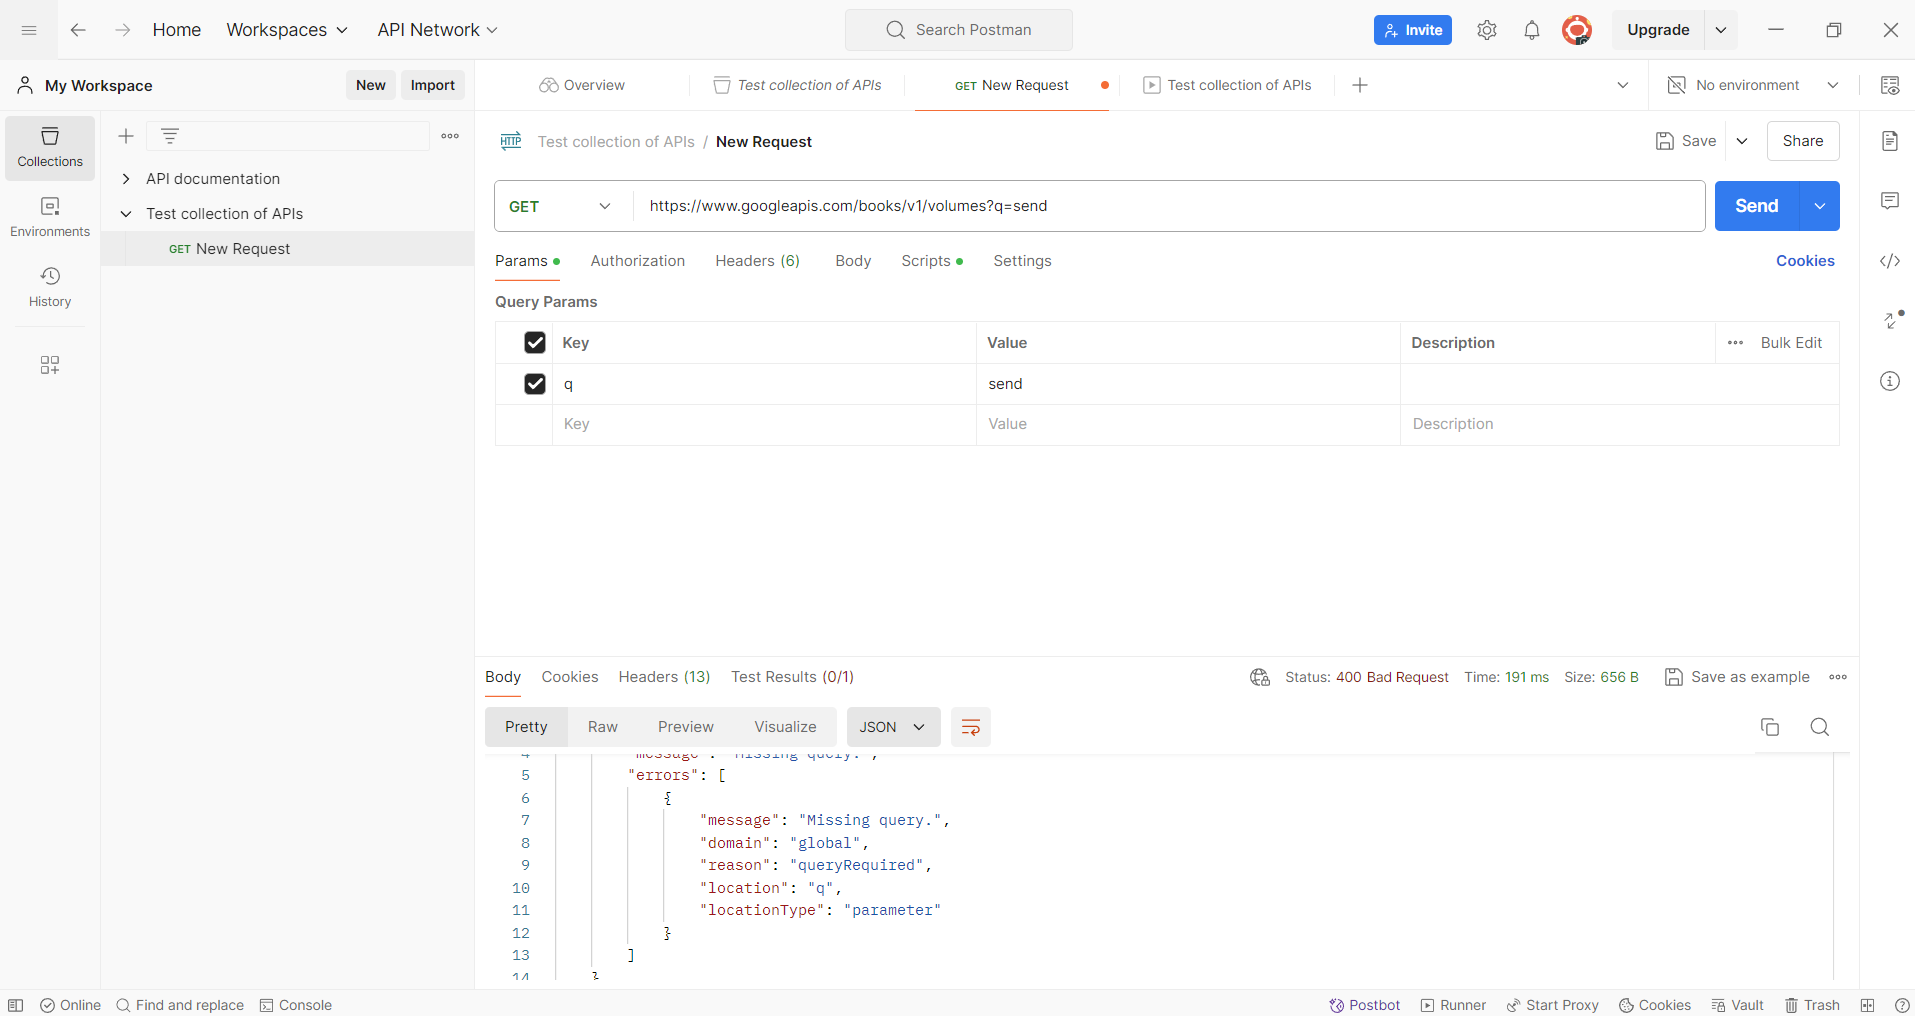 Home Workspaces API Network Search Postman Invite Upgrade
My Workspace New Import Overview Test collection of APIs GET New Request Test collection of APIs No environment
Collections
Environments
History
API documentation
Test collection of APIs
GET New Request
HTTP Test collection of APIs / New Request Save Share
GET https://www.googleapis.com/books/v1/volumes?q=send Send
Params Authorization Headers (6) Body Scripts Settings Cookies
Query Params
Key Value Description Bulk Edit
q send
Key Value Description
Body Cookies Headers (13) Test Results (0/1) Status: 400 Bad Request Time: 191 ms Size: 656 B Save as example
Pretty Raw Preview Visualize JSON
4 "message": "Missing query.",
5 "errors": [
6 {
7 "message": "Missing query.",
8 "domain": "global",
9 "reason": "queryRequired",
10 "location": "q",
11 "locationType": "parameter"
12 }
13 ]
14 }
Online Find and replace Console Postbot Runner Start Proxy Cookies Vault Trash